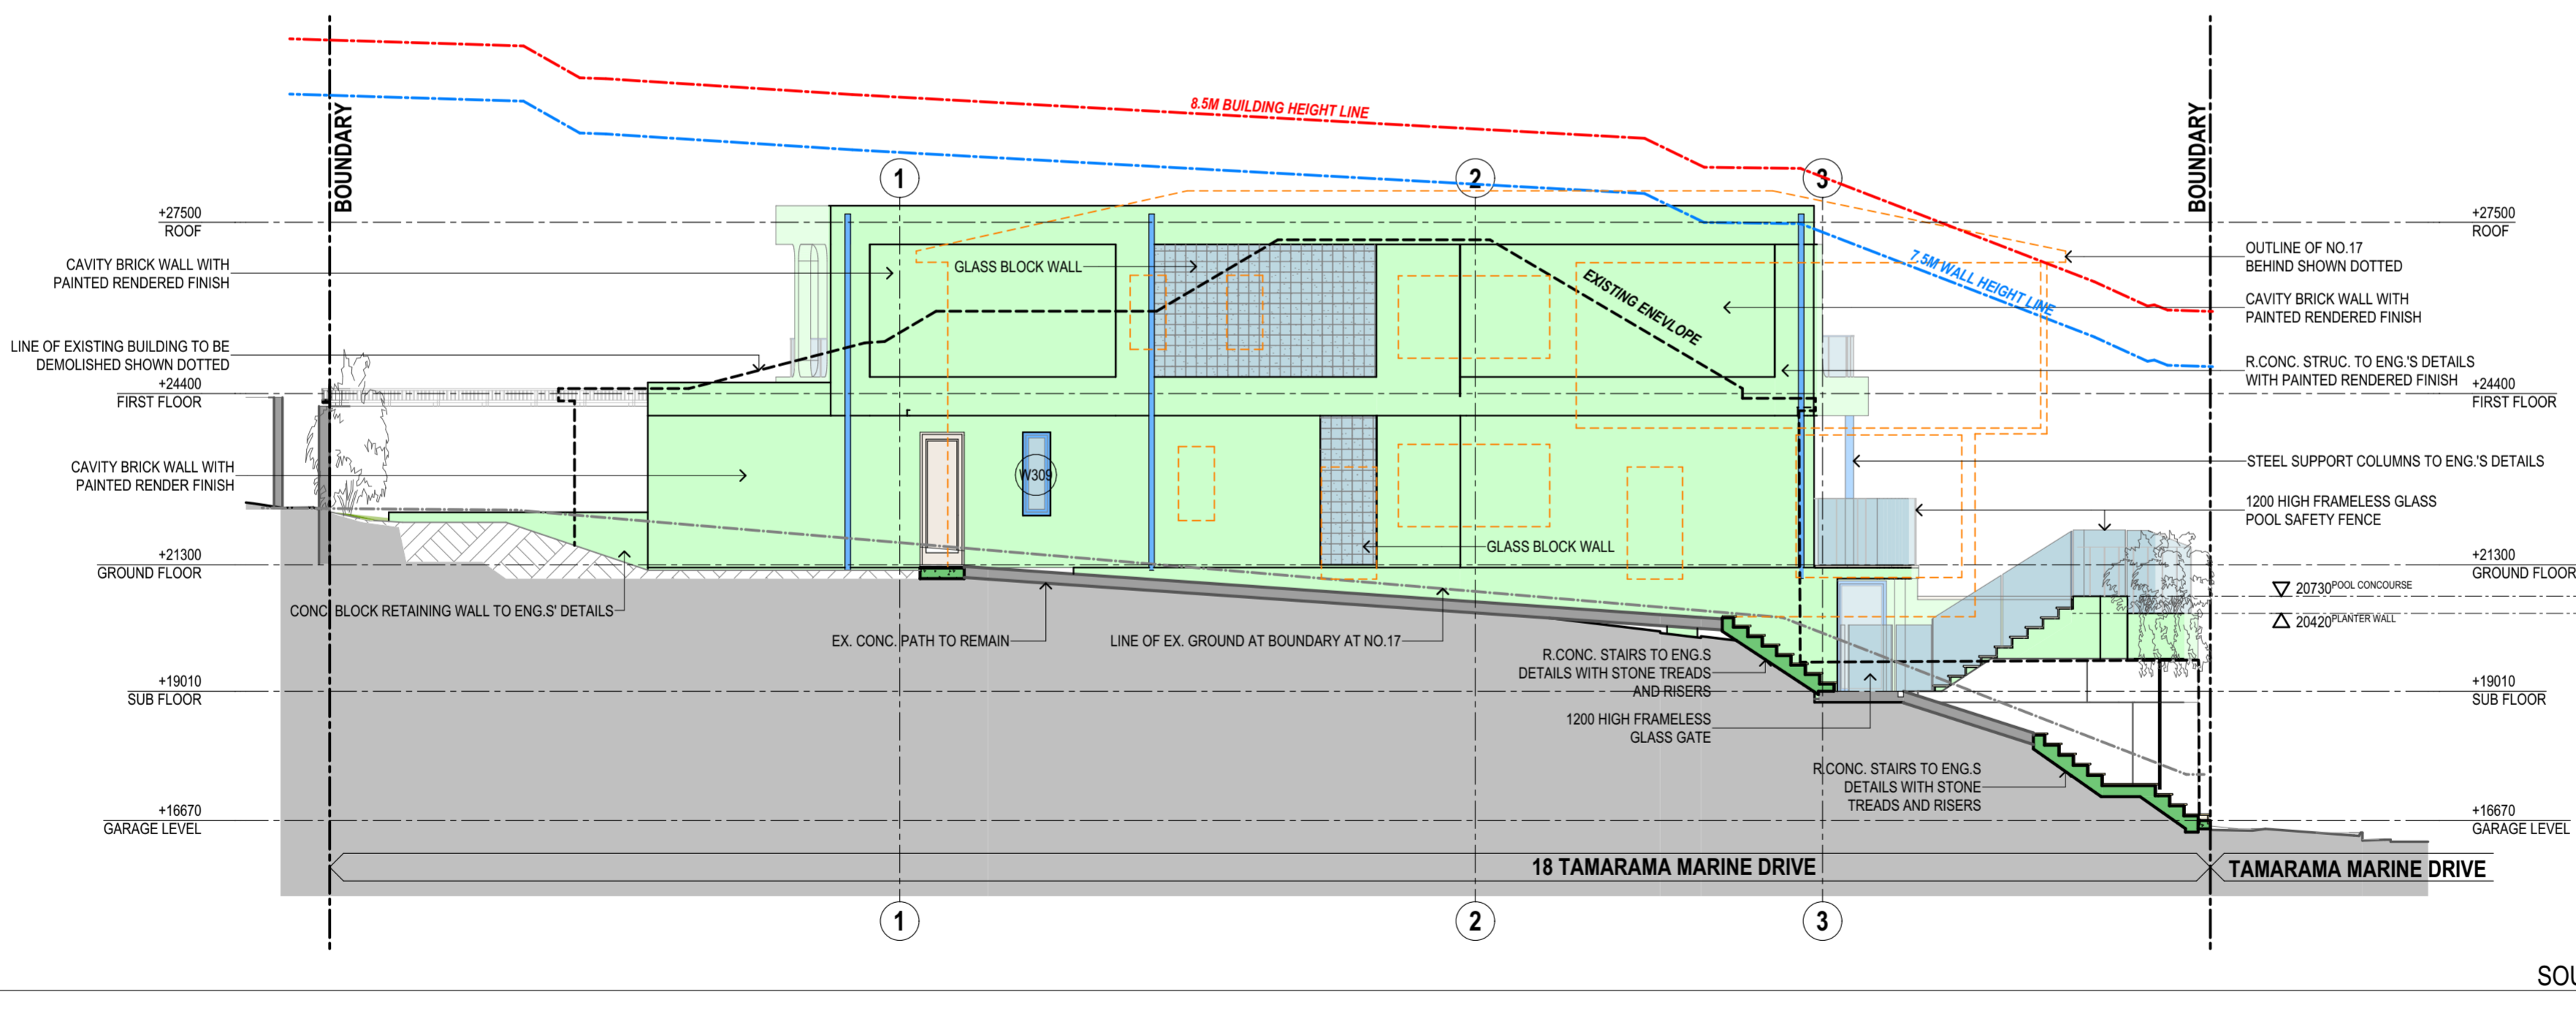 8.5M BUILDING HEIGHT LINE
BOUNDARY
BOUNDARY
1
2
3
+27500
ROOF
+27500
ROOF
CAVITY BRICK WALL WITH
PAINTED RENDERED FINISH
GLASS BLOCK WALL
EXISTING ENEVLOPE
7.5M WALL HEIGHT LINE
OUTLINE OF NO.17
BEHIND SHOWN DOTTED
CAVITY BRICK WALL WITH
PAINTED RENDERED FINISH
LINE OF EXISTING BUILDING TO BE
DEMOLISHED SHOWN DOTTED
R.CONC. STRUC. TO ENG.'S DETAILS
WITH PAINTED RENDERED FINISH
+24400
FIRST FLOOR
+24400
FIRST FLOOR
CAVITY BRICK WALL WITH
PAINTED RENDER FINISH
W309
STEEL SUPPORT COLUMNS TO ENG.'S DETAILS
1200 HIGH FRAMELESS GLASS
POOL SAFETY FENCE
GLASS BLOCK WALL
+21300
GROUND FLOOR
+21300
GROUND FLOOR
20730 POOL CONCOURSE
20420 PLANTER WALL
CONC. BLOCK RETAINING WALL TO ENG.S' DETAILS
EX. CONC. PATH TO REMAIN
LINE OF EX. GROUND AT BOUNDARY AT NO.17
R.CONC. STAIRS TO ENG.S
DETAILS WITH STONE TREADS
AND RISERS
+19010
SUB FLOOR
+19010
SUB FLOOR
1200 HIGH FRAMELESS
GLASS GATE
R.CONC. STAIRS TO ENG.S
DETAILS WITH STONE
TREADS AND RISERS
+16670
GARAGE LEVEL
+16670
GARAGE LEVEL
18 TAMARAMA MARINE DRIVE
TAMARAMA MARINE DRIVE
1
2
3
SOU